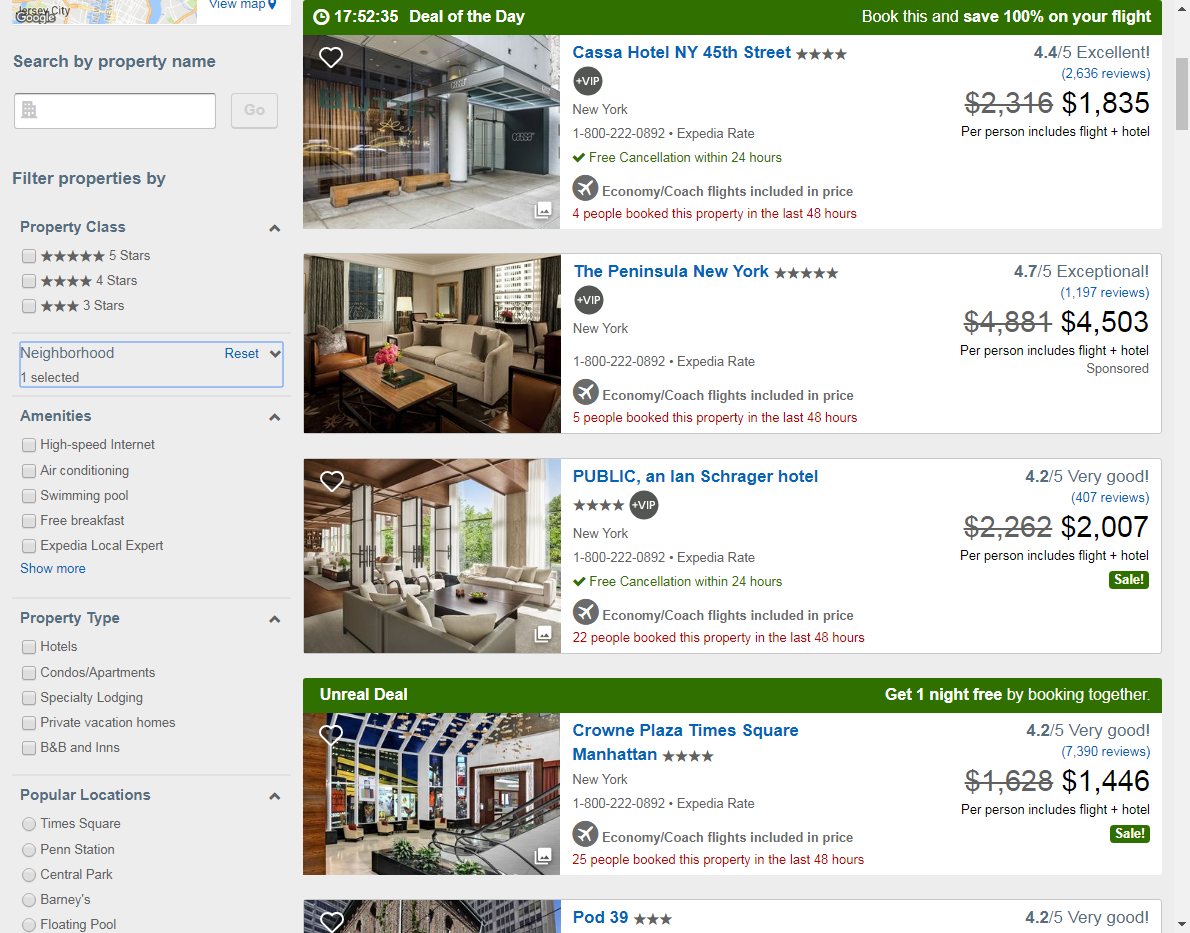 Jersey City
Google
View map
Search by property name
Go
Filter properties by
Property Class
5 Stars
4 Stars
3 Stars
Neighborhood Reset
1 selected
Amenities
High-speed Internet
Air conditioning
Swimming pool
Free breakfast
Expedia Local Expert
Show more
Property Type
Hotels
Condos/Apartments
Specialty Lodging
Private vacation homes
B&B and Inns
Popular Locations
Times Square
Penn Station
Central Park
Barney's
Floating Pool
17:52:35 Deal of the Day Book this and save 100% on your flight
Cassa Hotel NY 45th Street
+VIP
New York
1-800-222-0892 • Expedia Rate
Free Cancellation within 24 hours
Economy/Coach flights included in price
4 people booked this property in the last 48 hours
4.4/5 Excellent!
(2,636 reviews)
$2,316 $1,835
Per person includes flight + hotel
The Peninsula New York
+VIP
New York
1-800-222-0892 • Expedia Rate
Economy/Coach flights included in price
5 people booked this property in the last 48 hours
4.7/5 Exceptional!
(1,197 reviews)
$4,881 $4,503
Per person includes flight + hotel
Sponsored
PUBLIC, an Ian Schrager hotel
+VIP
New York
1-800-222-0892 • Expedia Rate
Free Cancellation within 24 hours
Economy/Coach flights included in price
22 people booked this property in the last 48 hours
4.2/5 Very good!
(407 reviews)
$2,262 $2,007
Per person includes flight + hotel
Sale!
Unreal Deal Get 1 night free by booking together.
Crowne Plaza Times Square
Manhattan
New York
1-800-222-0892 • Expedia Rate
Economy/Coach flights included in price
25 people booked this property in the last 48 hours
4.2/5 Very good!
(7,390 reviews)
$1,628 $1,446
Per person includes flight + hotel
Sale!
Pod 39
4.2/5 Very good!